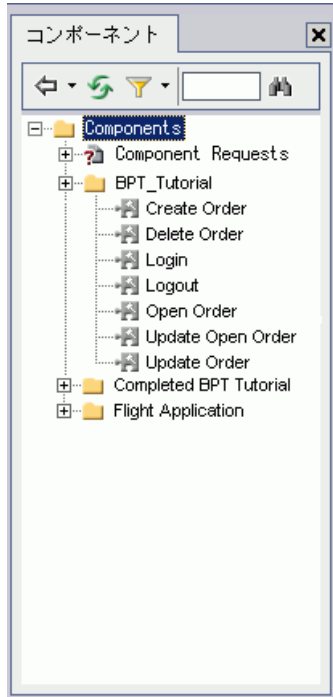 コンポーネント
Components
Component Requests
BPT_Tutorial
Create Order
Delete Order
Login
Logout
Open Order
Update Open Order
Update Order
Completed BPT Tutorial
Flight Application